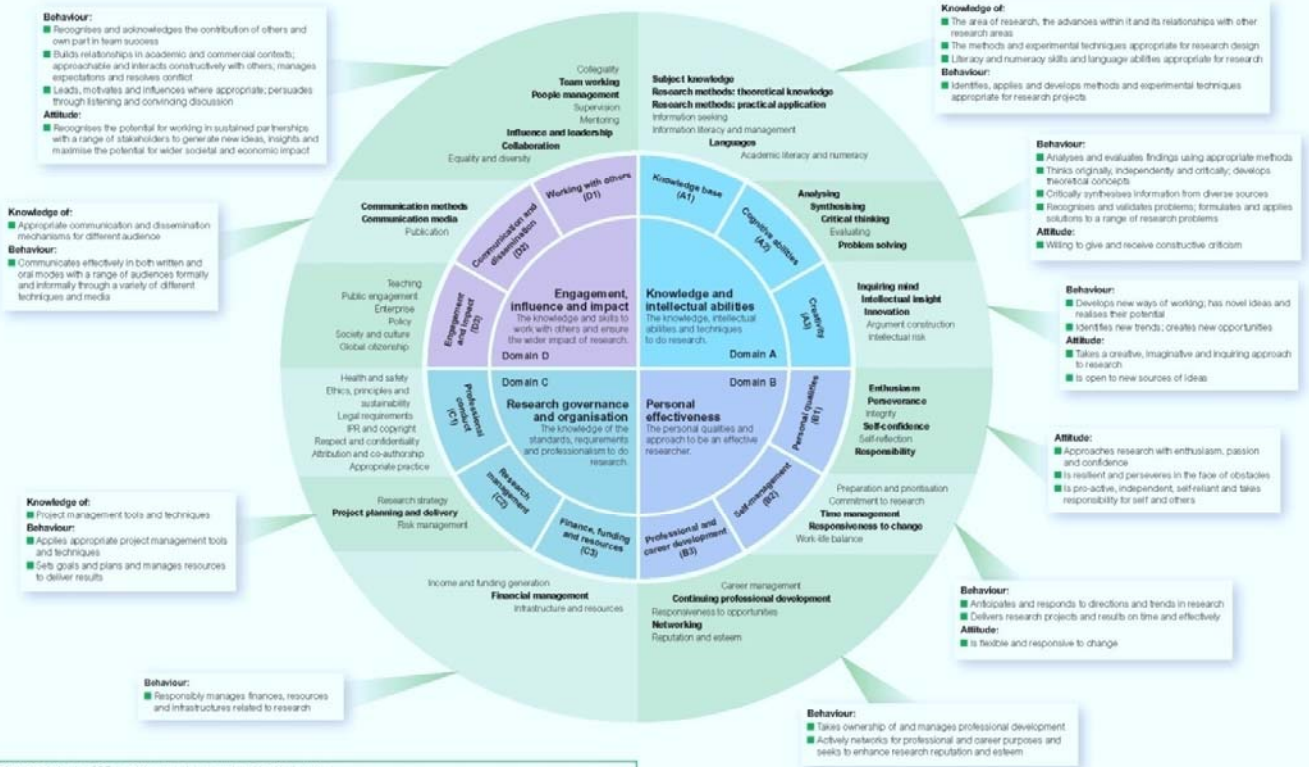 Behaviour:
Recognises and acknowledges the contribution of others and
own part in team success
Builds relationships in academic and commercial contexts;
approachable and interacts constructively with others; manages
expectations and resolves conflict
Leads, motivates and influences where appropriate; persuades
through listening and convincing discussion
Attitude:
Recognises the potential for working in sustained partnerships
with a range of stakeholders to generate new ideas, insights and
maximise the potential for wider societal and economic impact
Knowledge of:
Appropriate communication and dissemination
mechanisms for different audience
Behaviour:
Communicates effectively in both written and
oral modes with a range of audiences formally
and informally through a variety of different
techniques and media
Knowledge of:
Project management tools and techniques
Behaviour:
Applies appropriate project management tools
and techniques
Sets goals and plans and manages resources
to deliver results
Behaviour:
Responsibly manages finances, resources
and infrastructures related to research
Collegiality
Team working
People management
Supervision
Mentoring
Influence and leadership
Collaboration
Equality and diversity
Communication methods
Communication media
Publication
Teaching
Public engagement
Enterprise
Policy
Society and culture
Global citizenship
Health and safety
Ethics, principles and
sustainability
Legal requirements
IPR and copyright
Respect and confidentiality
Attribution and co-authorship
Appropriate practice
Research strategy
Project planning and delivery
Risk management
Income and funding generation
Financial management
Infrastructure and resources
Working with others
(D1)
Communication and
dissemination
(D2)
Engagement
and impact
(D3)
Engagement,
influence and impact
The knowledge and skills to
work with others and ensure
the wider impact of research.
Domain D
Domain C
Research governance
and organisation
The knowledge of the
standards, requirements
and professionalism to do
research.
Professional
conduct
(C1)
Research
management
(C2)
Finance, funding
and resources
(C3)
Knowledge base
(A1)
Cognitive abilities
(A2)
Creativity
(A3)
Knowledge and
intellectual abilities
The knowledge, intellectual
abilities and techniques
to do research.
Domain A
Domain B
Personal
effectiveness
The personal qualities and
approach to be an effective
researcher.
Personal qualities
(B1)
Self-management
(B2)
Professional and
career development
(B3)
Subject knowledge
Research methods: theoretical knowledge
Research methods: practical application
Information seeking
Information literacy and management
Languages
Academic literacy and numeracy
Analysing
Synthesising
Critical thinking
Evaluating
Problem solving
Inquiring mind
Intellectual insight
Innovation
Argument construction
Intellectual risk
Enthusiasm
Perseverance
Integrity
Self-confidence
Self-reflection
Responsibility
Preparation and prioritisation
Commitment to research
Time management
Responsiveness to change
Work-life balance
Career management
Continuing professional development
Responsiveness to opportunities
Networking
Reputation and esteem
Knowledge of:
The area of research, the advances within it and its relationships with other
research areas
The methods and experimental techniques appropriate for research design
Literacy and numeracy skills and language abilities appropriate for research
Behaviour:
Identifies, applies and develops methods and experimental techniques
appropriate for research projects
Behaviour:
Analyses and evaluates findings using appropriate methods
Thinks originally, independently and critically; develops
theoretical concepts
Critically synthesises information from diverse sources
Recognises and validates problems; formulates and applies
solutions to a range of research problems
Attitude:
Willing to give and receive constructive criticism
Behaviour:
Develops new ways of working; has novel ideas and
realises their potential
Identifies new trends; creates new opportunities
Attitude:
Takes a creative, imaginative and inquiring approach
to research
Is open to new sources of ideas
Attitude:
Approaches research with enthusiasm, passion
and confidence
Is resilient and perseveres in the face of obstacles
Is pro-active, independent, self-reliant and takes
responsibility for self and others
Behaviour:
Anticipates and responds to directions and trends in research
Delivers research projects and results on time and effectively
Attitude:
Is flexible and responsive to change
Behaviour:
Takes ownership of and manages professional development
Actively networks for professional and career purposes and
seeks to enhance research reputation and esteem